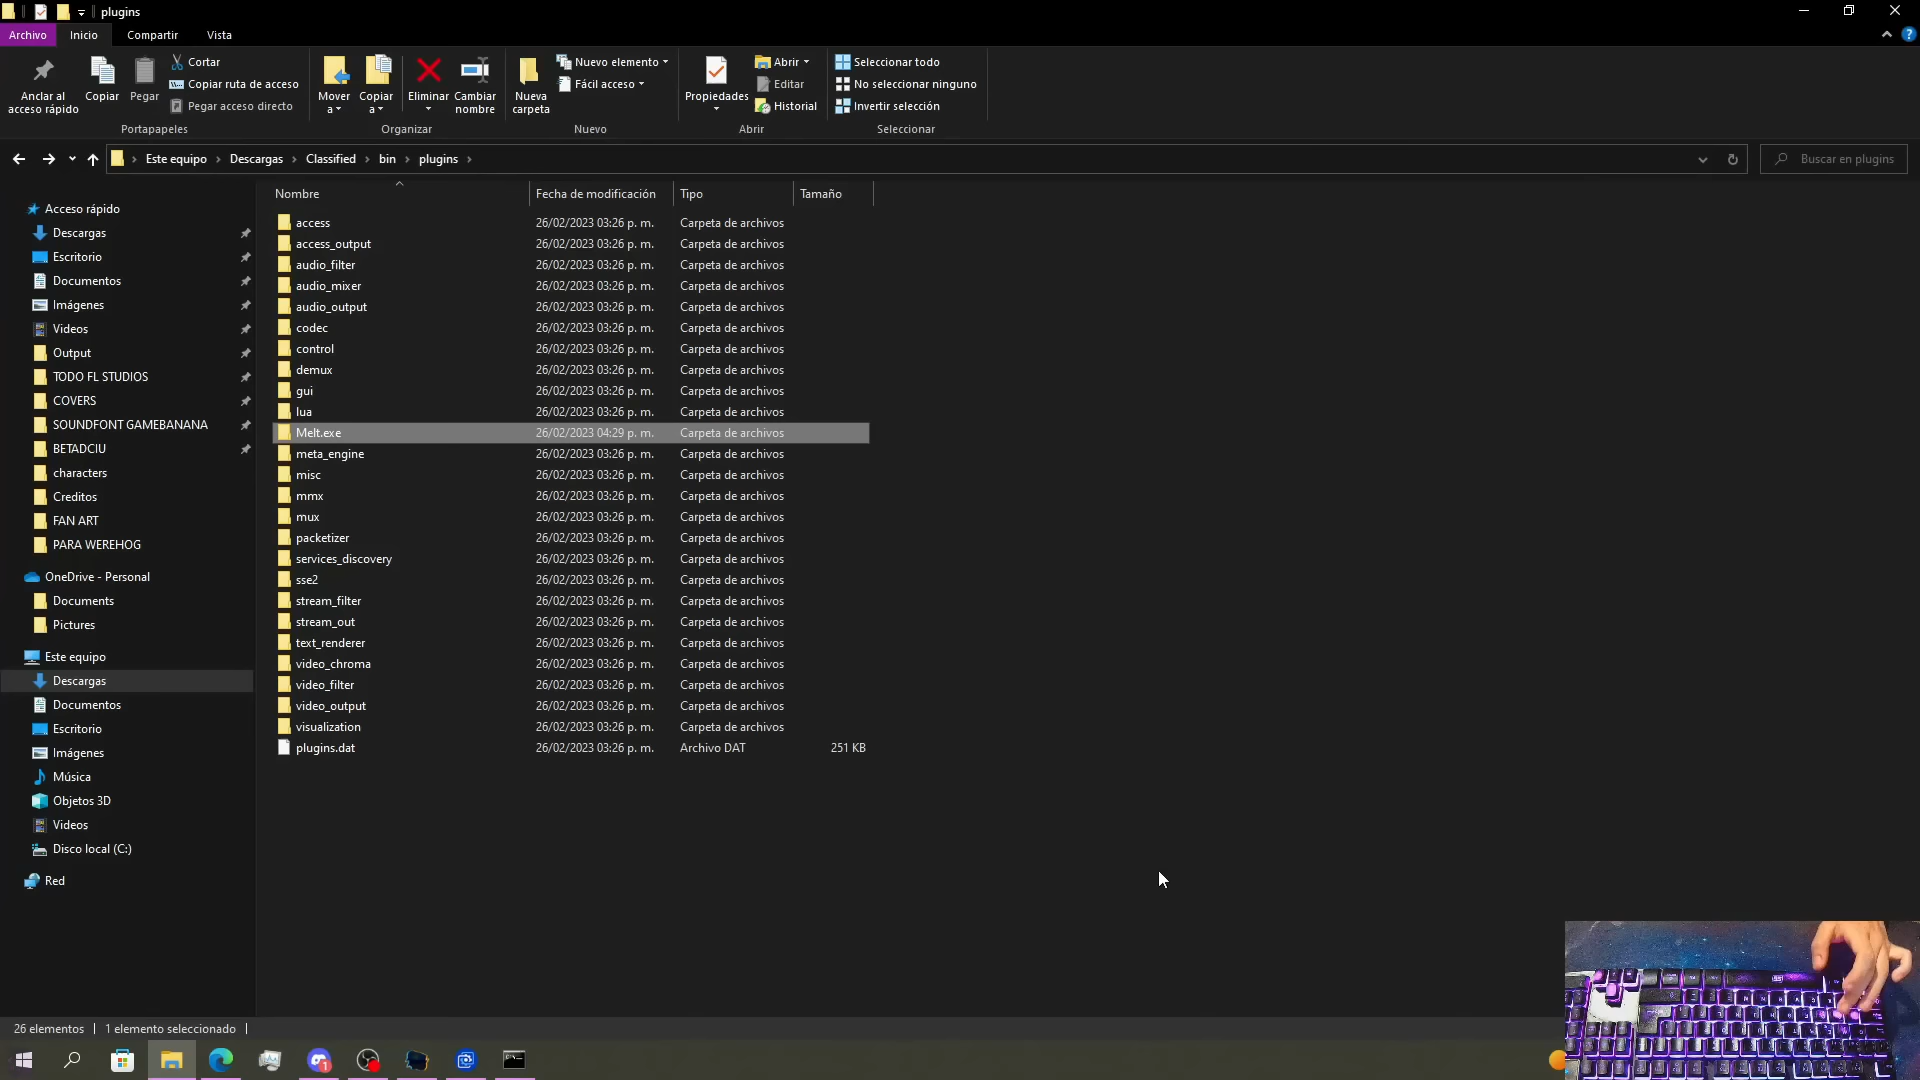 plugins
Archivo Inicio Compartir Vista
Anclar al acceso rápido
Copiar
Pegar
Cortar
Copiar ruta de acceso
Pegar acceso directo
Portapapeles
Mover a
Copiar a
Eliminar
Cambiar nombre
Organizar
Nueva carpeta
Nuevo elemento
Fácil acceso
Nuevo
Propiedades
Abrir
Editar
Historial
Abrir
Seleccionar todo
No seleccionar ninguno
Invertir selección
Seleccionar
Este equipo > Descargas > Classified > bin > plugins >
Buscar en plugins
Acceso rápido
Descargas
Escritorio
Documentos
Imágenes
Videos
Output
TODO FL STUDIOS
COVERS
SOUNDFONT GAMEBANANA
BETADCIU
characters
Creditos
FAN ART
PARA WEREHOG
OneDrive - Personal
Documents
Pictures
Este equipo
Descargas
Documentos
Escritorio
Imágenes
Música
Objetos 3D
Videos
Disco local (C:)
Red
Nombre Fecha de modificación Tipo Tamaño
access 26/02/2023 03:26 p. m. Carpeta de archivos
access_output 26/02/2023 03:26 p. m. Carpeta de archivos
audio_filter 26/02/2023 03:26 p. m. Carpeta de archivos
audio_mixer 26/02/2023 03:26 p. m. Carpeta de archivos
audio_output 26/02/2023 03:26 p. m. Carpeta de archivos
codec 26/02/2023 03:26 p. m. Carpeta de archivos
control 26/02/2023 03:26 p. m. Carpeta de archivos
demux 26/02/2023 03:26 p. m. Carpeta de archivos
gui 26/02/2023 03:26 p. m. Carpeta de archivos
lua 26/02/2023 03:26 p. m. Carpeta de archivos
Melt.exe 26/02/2023 04:29 p. m. Carpeta de archivos
meta_engine 26/02/2023 03:26 p. m. Carpeta de archivos
misc 26/02/2023 03:26 p. m. Carpeta de archivos
mmx 26/02/2023 03:26 p. m. Carpeta de archivos
mux 26/02/2023 03:26 p. m. Carpeta de archivos
packetizer 26/02/2023 03:26 p. m. Carpeta de archivos
services_discovery 26/02/2023 03:26 p. m. Carpeta de archivos
sse2 26/02/2023 03:26 p. m. Carpeta de archivos
stream_filter 26/02/2023 03:26 p. m. Carpeta de archivos
stream_out 26/02/2023 03:26 p. m. Carpeta de archivos
text_renderer 26/02/2023 03:26 p. m. Carpeta de archivos
video_chroma 26/02/2023 03:26 p. m. Carpeta de archivos
video_filter 26/02/2023 03:26 p. m. Carpeta de archivos
video_output 26/02/2023 03:26 p. m. Carpeta de archivos
visualization 26/02/2023 03:26 p. m. Carpeta de archivos
plugins.dat 26/02/2023 03:26 p. m. Archivo DAT 251 KB
26 elementos 1 elemento seleccionado
1